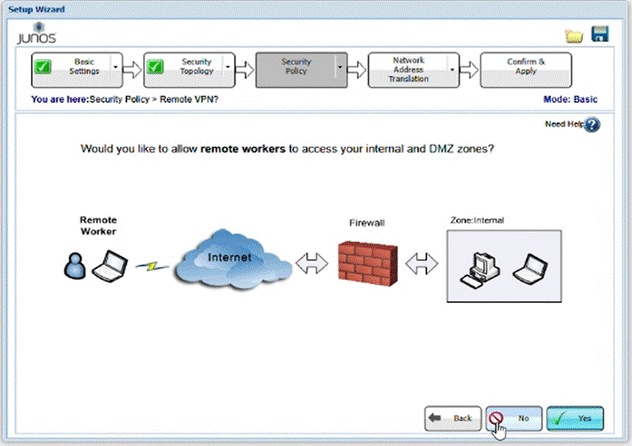 Setup Wizard
JUNOS
Basic Settings
Security Topology
Security Policy
Network Address Translation
Confirm & Apply
You are here:Security Policy > Remote VPN?
Mode: Basic
Need Help
Would you like to allow remote workers to access your internal and DMZ zones?
Remote Worker
Internet
Firewall
Zone:Internal
Back
No
Yes